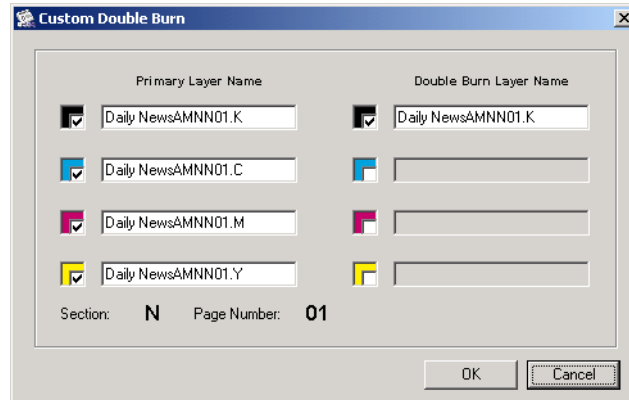 Custom Double Burn
Primary Layer Name Double Burn Layer Name
Daily NewsAMNN01.K Daily NewsAMNN01.K
Daily NewsAMNN01.C
Daily NewsAMNN01.M
Daily NewsAMNN01.Y
Section: N Page Number: 01
OK Cancel